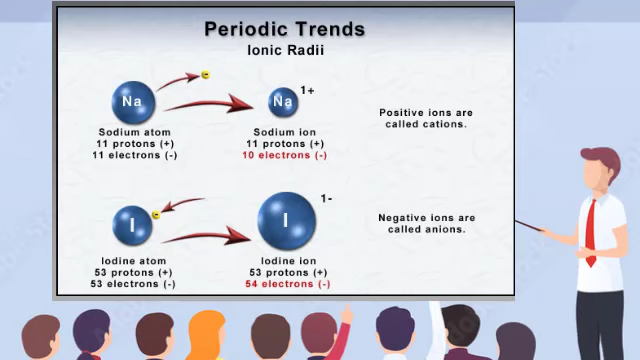 Periodic Trends
Ionic Radii
Na
Na
1+
Sodium atom
11 protons (+)
11 electrons (-)
Sodium ion
11 protons (+)
10 electrons (-)
Positive ions are
called cations.
I
I
1-
Iodine atom
53 protons (+)
53 electrons (-)
Iodine ion
53 protons (+)
54 electrons (-)
Negative ions are
called anions.